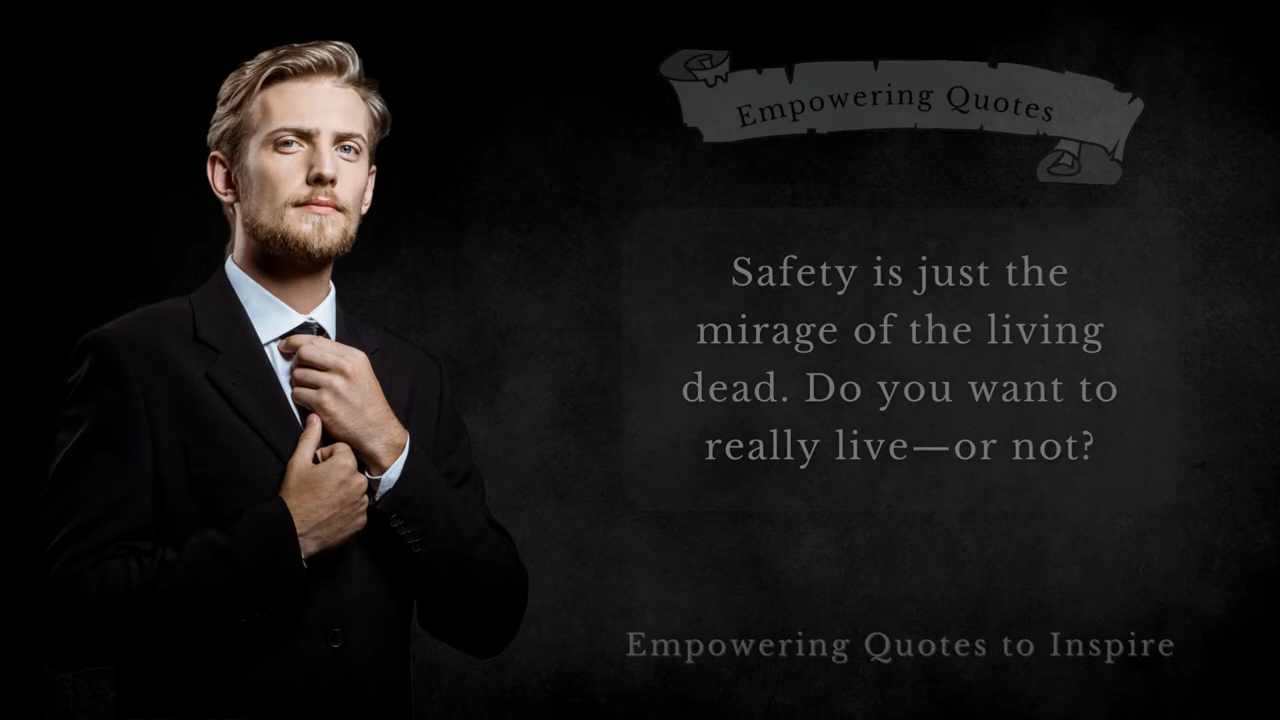 Empowering Quotes
Safety is just the
mirage of the living
dead. Do you want to
really live—or not?
Empowering Quotes to Inspire